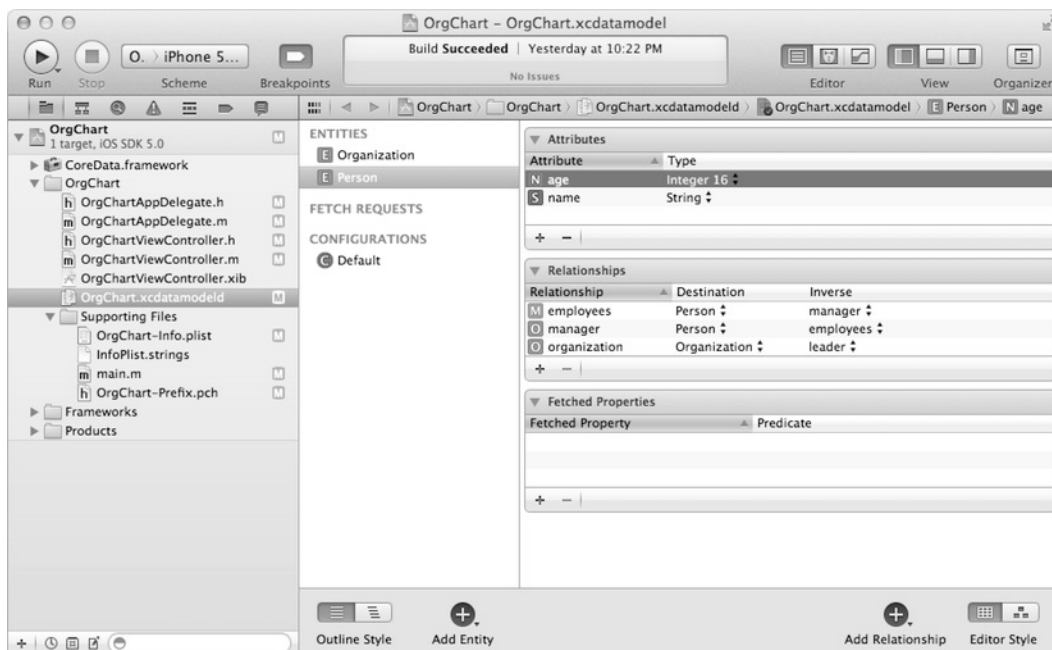 OrgChart – OrgChart.xcdatamodel
Build Succeeded | Yesterday at 10:22 PM
No Issues
O. › iPhone 5...
Run Stop Scheme Breakpoints Editor View Organizer
OrgChart › OrgChart › OrgChart.xcdatamodeld › OrgChart.xcdatamodel › E Person › N age
OrgChart M
1 target, iOS SDK 5.0
CoreData.framework
OrgChart
h OrgChartAppDelegate.h M
m OrgChartAppDelegate.m M
h OrgChartViewController.h M
m OrgChartViewController.m M
OrgChartViewController.xib
OrgChart.xcdatamodeld M
Supporting Files
OrgChart-Info.plist M
InfoPlist.strings
m main.m M
h OrgChart-Prefix.pch M
Frameworks
Products
ENTITIES
E Organization
E Person
FETCH REQUESTS
CONFIGURATIONS
C Default
Attributes
Attribute Type
N age Integer 16
S name String
+ −
Relationships
Relationship Destination Inverse
M employees Person manager
O manager Person employees
O organization Organization leader
+ −
Fetched Properties
Fetched Property Predicate
+ −
Outline Style Add Entity Add Relationship Editor Style